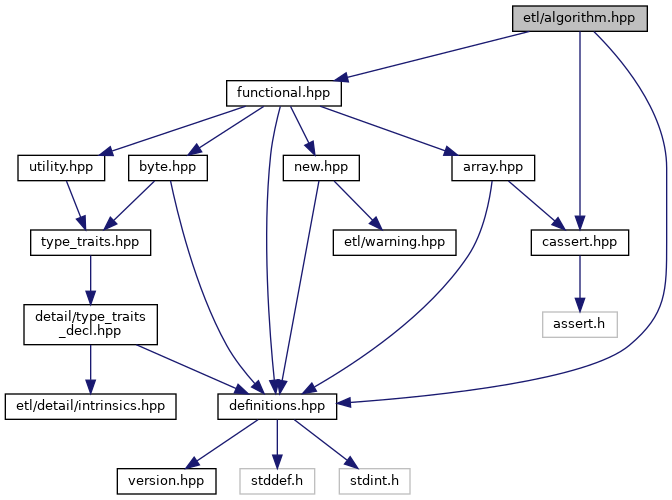 etl/algorithm.hpp
functional.hpp
utility.hpp
byte.hpp
new.hpp
array.hpp
type_traits.hpp
etl/warning.hpp
cassert.hpp
detail/type_traits
_decl.hpp
assert.h
etl/detail/intrinsics.hpp
definitions.hpp
version.hpp
stddef.h
stdint.h